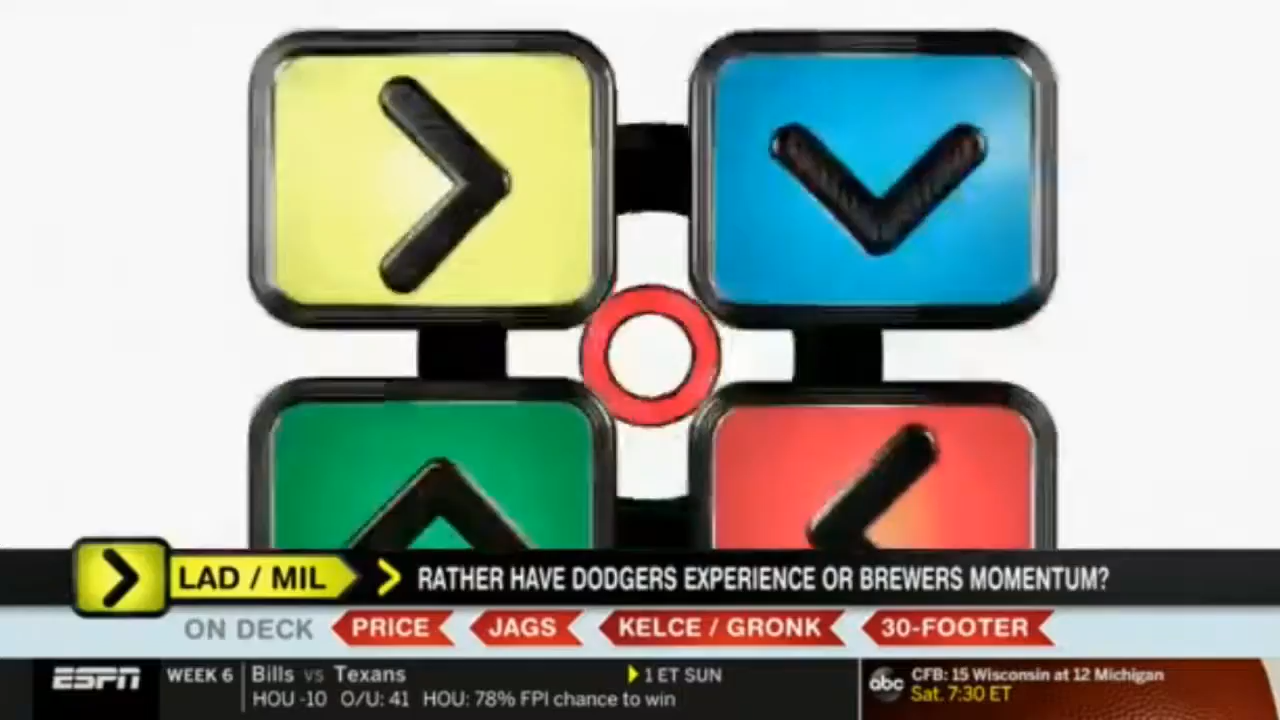 LAD / MIL
RATHER HAVE DODGERS EXPERIENCE OR BREWERS MOMENTUM?
ON DECK PRICE JAGS KELCE / GRONK 30-FOOTER
ESPN WEEK 6 Bills vs Texans 1 ET SUN
HOU -10 O/U: 41 HOU: 78% FPI chance to win
abc CFB: 15 Wisconsin at 12 Michigan
Sat. 7:30 ET